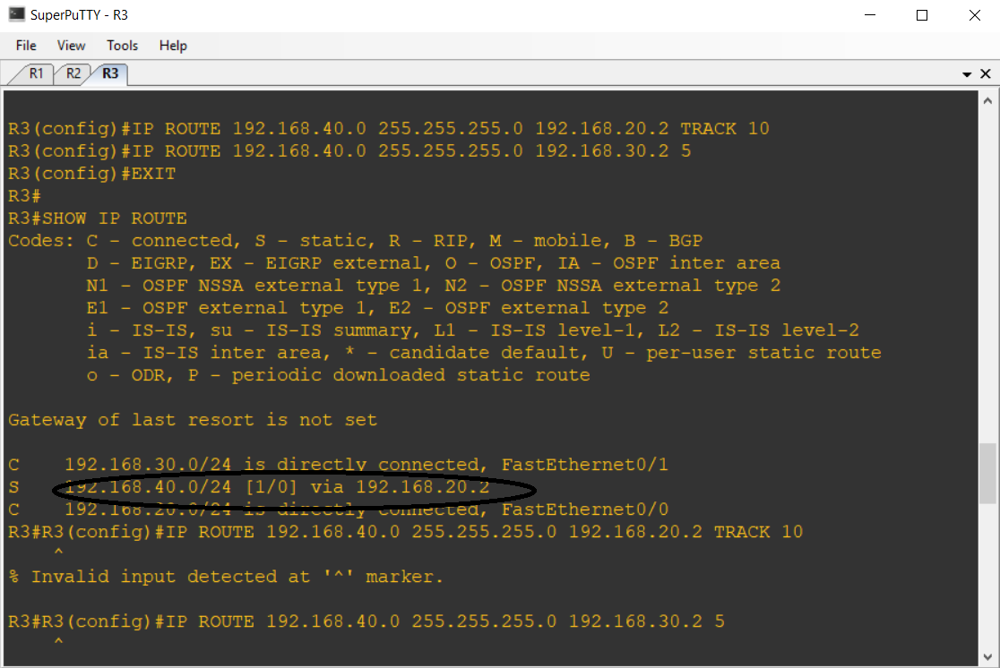 SuperPuTTY - R3
File View Tools Help
R1 R2 R3
R3(config)#IP ROUTE 192.168.40.0 255.255.255.0 192.168.20.2 TRACK 10
R3(config)#IP ROUTE 192.168.40.0 255.255.255.0 192.168.30.2 5
R3(config)#EXIT
R3#
R3#SHOW IP ROUTE
Codes: C - connected, S - static, R - RIP, M - mobile, B - BGP
D - EIGRP, EX - EIGRP external, O - OSPF, IA - OSPF inter area
N1 - OSPF NSSA external type 1, N2 - OSPF NSSA external type 2
E1 - OSPF external type 1, E2 - OSPF external type 2
i - IS-IS, su - IS-IS summary, L1 - IS-IS level-1, L2 - IS-IS level-2
ia - IS-IS inter area, * - candidate default, U - per-user static route
o - ODR, P - periodic downloaded static route
Gateway of last resort is not set
C 192.168.30.0/24 is directly connected, FastEthernet0/1
S 192.168.40.0/24 [1/0] via 192.168.20.2
C 192.168.20.0/24 is directly connected, FastEthernet0/0
R3#R3(config)#IP ROUTE 192.168.40.0 255.255.255.0 192.168.20.2 TRACK 10
^
% Invalid input detected at '^' marker.
R3#R3(config)#IP ROUTE 192.168.40.0 255.255.255.0 192.168.30.2 5
^